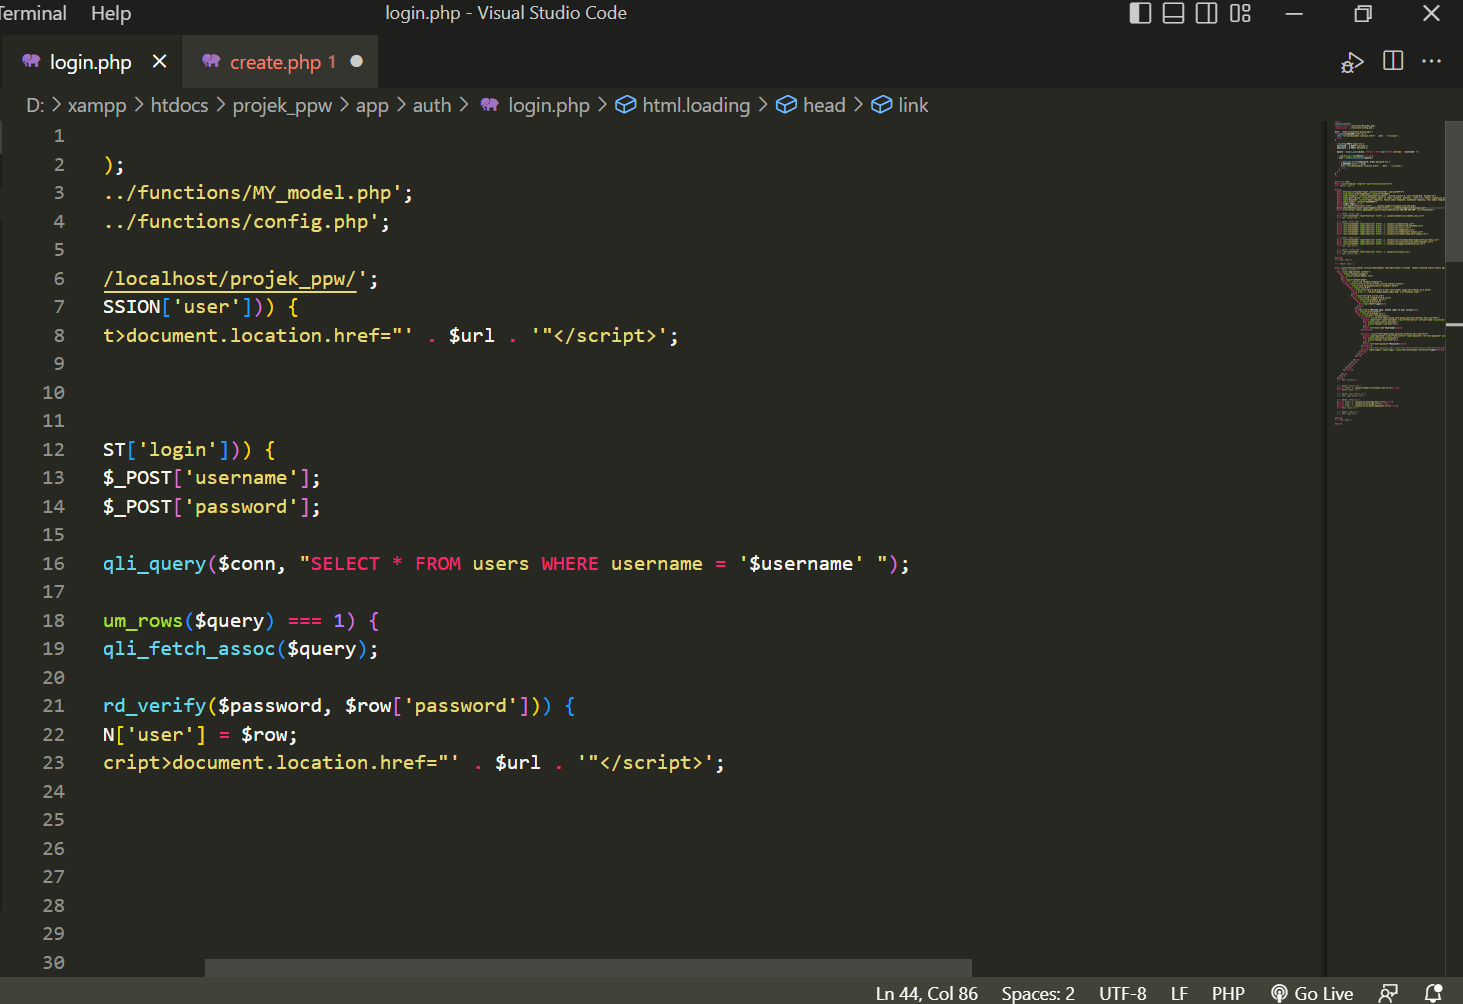 Terminal Help login.php - Visual Studio Code
login.php create.php 1
D: > xampp > htdocs > projek_ppw > app > auth > login.php > html.loading > head > link
1
2 );
3 ../functions/MY_model.php';
4 ../functions/config.php';
5
6 /localhost/projek_ppw/';
7 SSION['user'])) {
8 t>document.location.href="' . $url . '"</script>';
9
10
11
12 ST['login'])) {
13 $_POST['username'];
14 $_POST['password'];
15
16 qli_query($conn, "SELECT * FROM users WHERE username = '$username' ");
17
18 um_rows($query) === 1) {
19 qli_fetch_assoc($query);
20
21 rd_verify($password, $row['password'])) {
22 N['user'] = $row;
23 cript>document.location.href="' . $url . '"</script>';
24
25
26
27
28
29
30
Ln 44, Col 86 Spaces: 2 UTF-8 LF PHP Go Live